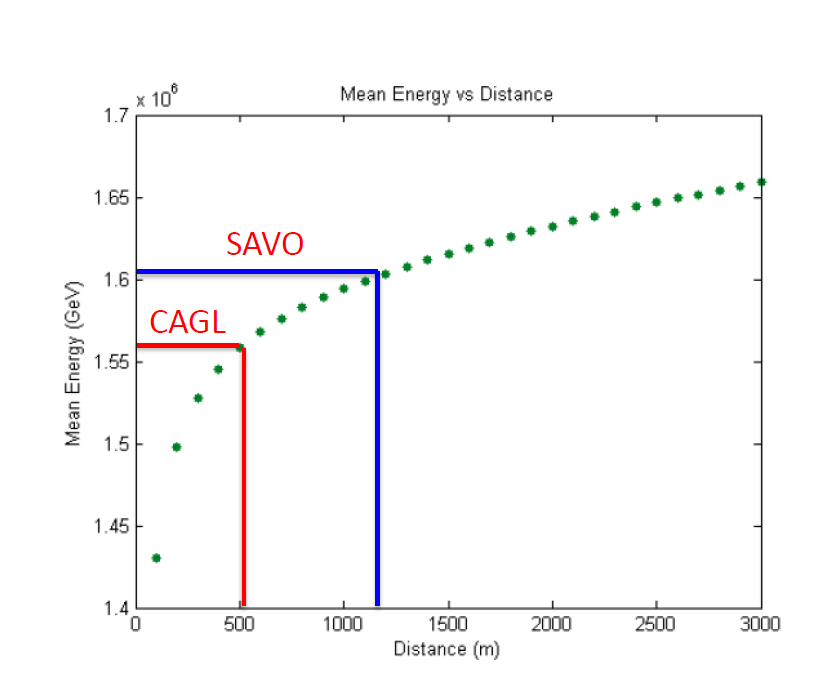 Mean Energy vs Distance
x 10^6
1.7
1.65
SAVO
1.6
CAGL
1.55
1.5
1.45
1.4
Mean Energy (GeV)
0 500 1000 1500 2000 2500 3000
Distance (m)